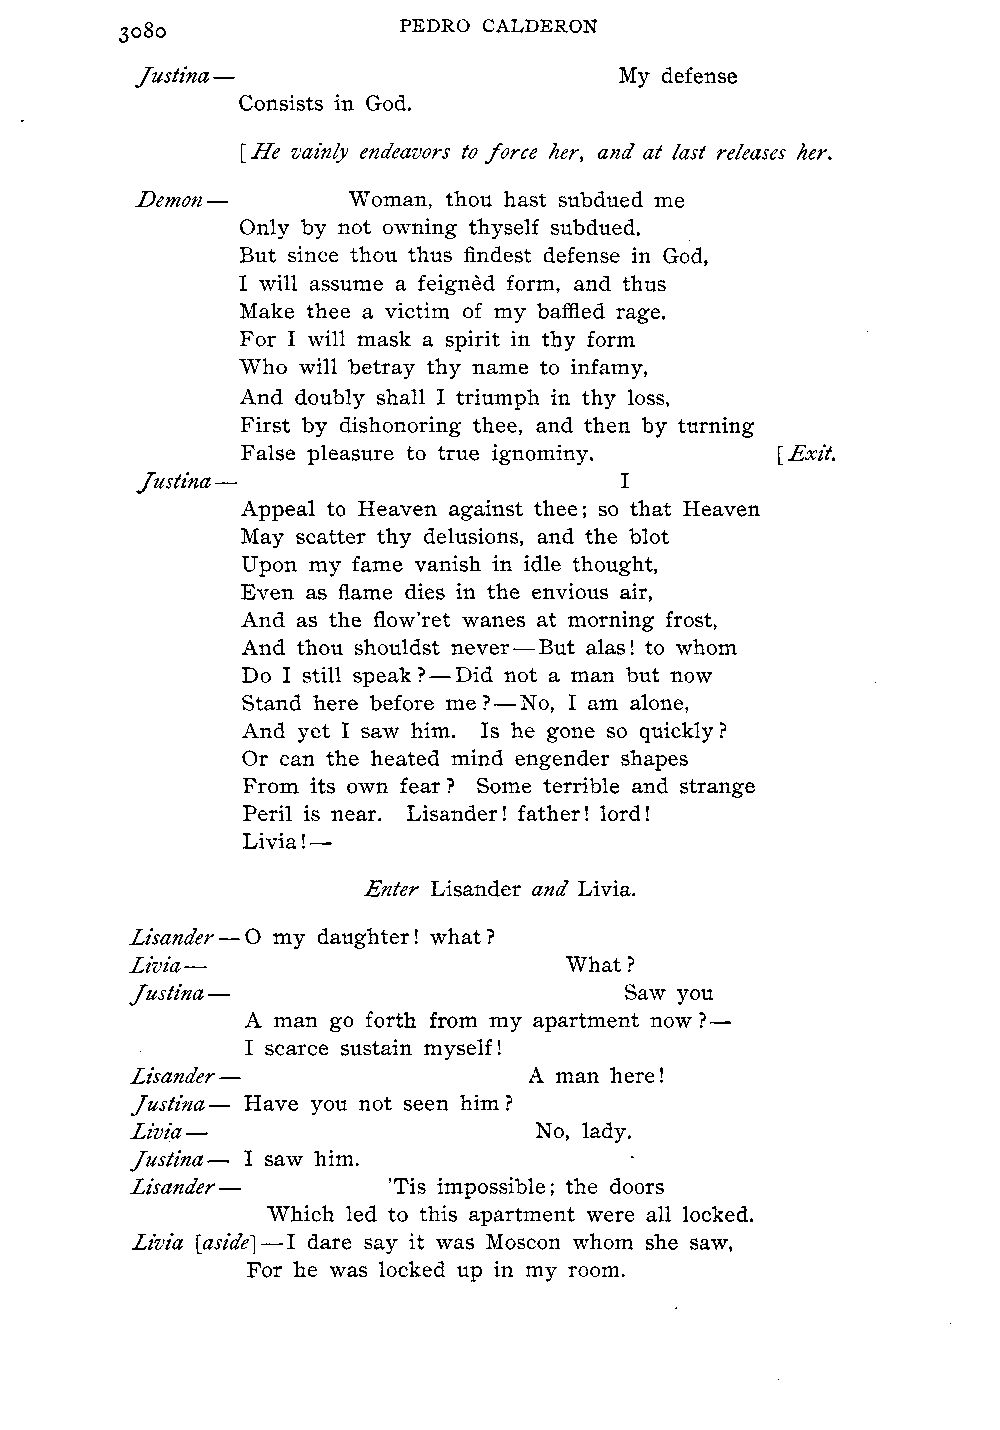 3080 PEDRO CALDERON
Justina— My defense
Consists in God.
[He vainly endeavors to force her, and at last releases her.
Demon— Woman, thou hast subdued me
Only by not owning thyself subdued.
But since thou thus findest defense in God,
I will assume a feignèd form, and thus
Make thee a victim of my baffled rage.
For I will mask a spirit in thy form
Who will betray thy name to infamy,
And doubly shall I triumph in thy loss,
First by dishonoring thee, and then by turning
False pleasure to true ignominy. [Exit.
Justina— I
Appeal to Heaven against thee; so that Heaven
May scatter thy delusions, and the blot
Upon my fame vanish in idle thought,
Even as flame dies in the envious air,
And as the flow'ret wanes at morning frost,
And thou shouldst never—But alas! to whom
Do I still speak?—Did not a man but now
Stand here before me?—No, I am alone,
And yet I saw him. Is he gone so quickly?
Or can the heated mind engender shapes
From its own fear? Some terrible and strange
Peril is near. Lisander! father! lord!
Livia!—
Enter Lisander and Livia.
Lisander—O my daughter! what?
Livia— What?
Justina— Saw you
A man go forth from my apartment now?—
I scarce sustain myself!
Lisander— A man here!
Justina— Have you not seen him?
Livia— No, lady.
Justina— I saw him.
Lisander— 'Tis impossible; the doors
Which led to this apartment were all locked.
Livia [aside]—I dare say it was Moscon whom she saw,
For he was locked up in my room.